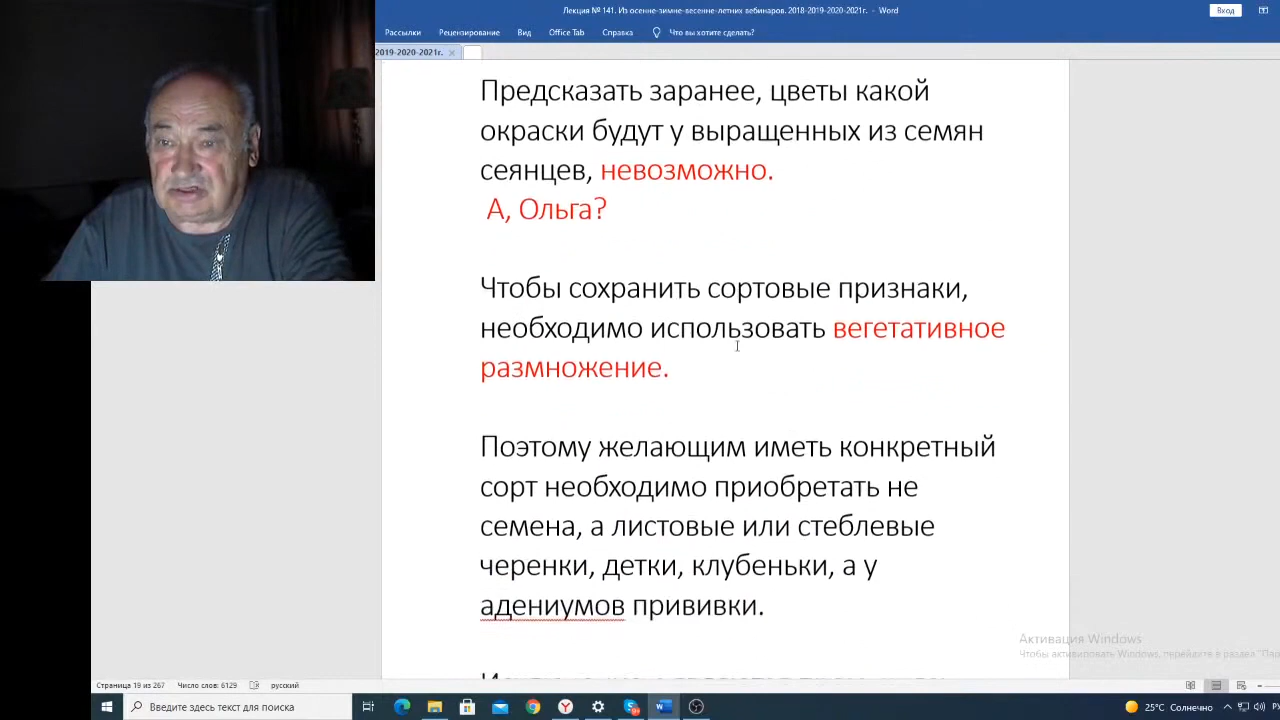 Лекция № 141. Из осенне-зимне-весенне-летних вебинаров. 2018-2019-2020-2021г. - Word
Вход
Рассылки Рецензирование Вид Office Tab Справка Что вы хотите сделать?
2019-2020-2021г.
Предсказать заранее, цветы какой
окраски будут у выращенных из семян
сеянцев, невозможно.
А, Ольга?
Чтобы сохранить сортовые признаки,
необходимо использовать вегетативное
размножение.
Поэтому желающим иметь конкретный
сорт необходимо приобретать не
семена, а листовые или стеблевые
черенки, детки, клубеньки, а у
адениумов прививки.
Активация Windows
Чтобы активировать Windows, перейдите в раздел "Пар
Страница 19 из 267 Число слов: 6129 русский
Введите здесь текст для поиска
25°C Солнечно